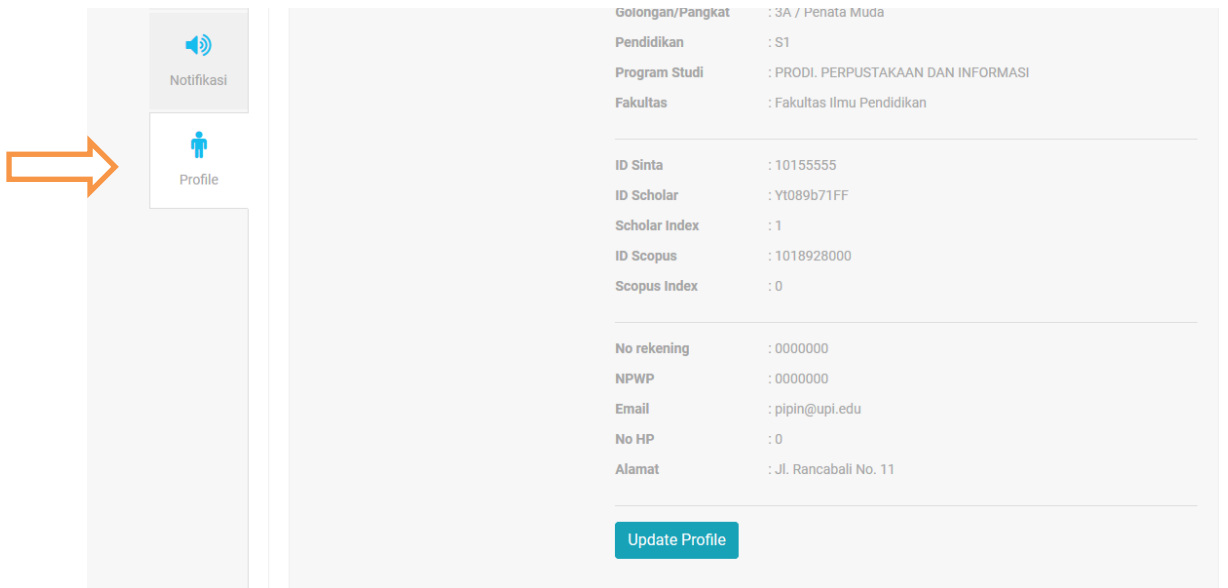 Notifikasi
Profile
Golongan/Pangkat : 3A / Penata Muda
Pendidikan : S1
Program Studi : PRODI. PERPUSTAKAAN DAN INFORMASI
Fakultas : Fakultas Ilmu Pendidikan
ID Sinta : 10155555
ID Scholar : Yt089b71FF
Scholar Index : 1
ID Scopus : 1018928000
Scopus Index : 0
No rekening : 0000000
NPWP : 0000000
Email : pipin@upi.edu
No HP : 0
Alamat : Jl. Rancabali No. 11
Update Profile